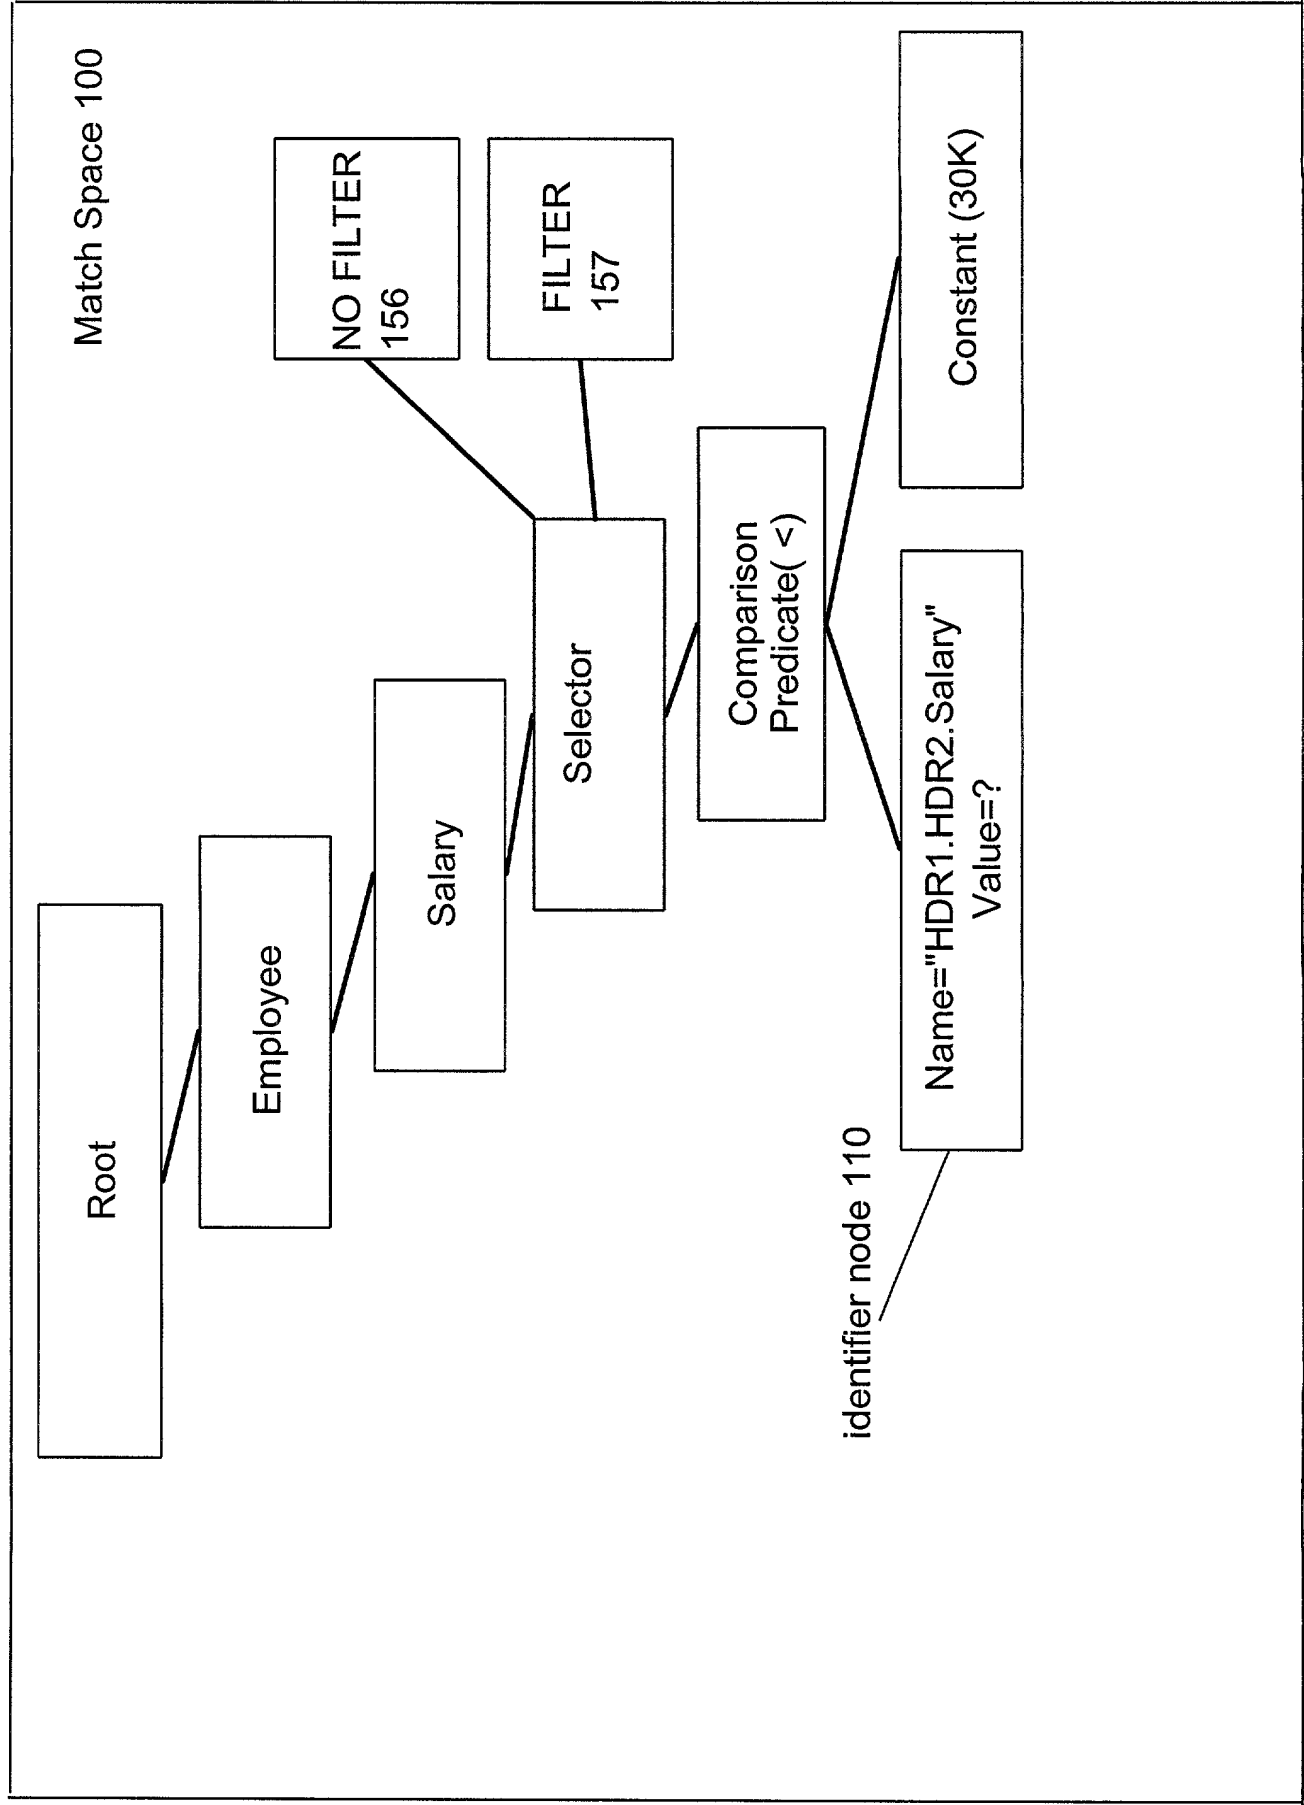 Match Space 100
Root
Employee
NO FILTER
156
Salary
FILTER
157
Selector
Comparison
Predicate( <)
identifier node 110
Name="HDR1.HDR2.Salary"
Value=?
Constant (30K)